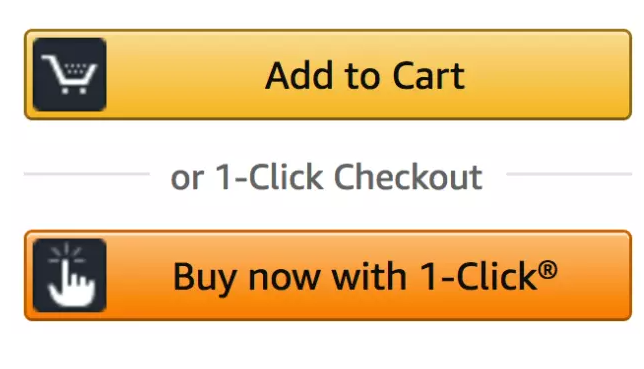 Add to Cart
or 1-Click Checkout
Buy now with 1-Click®